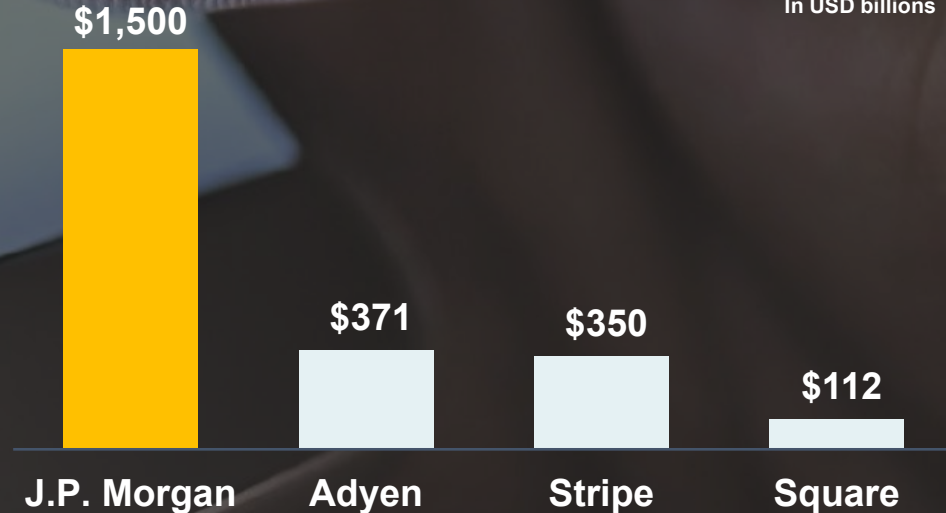 In USD billions
$1,500
$371
$350
$112
J.P. Morgan Adyen Stripe Square